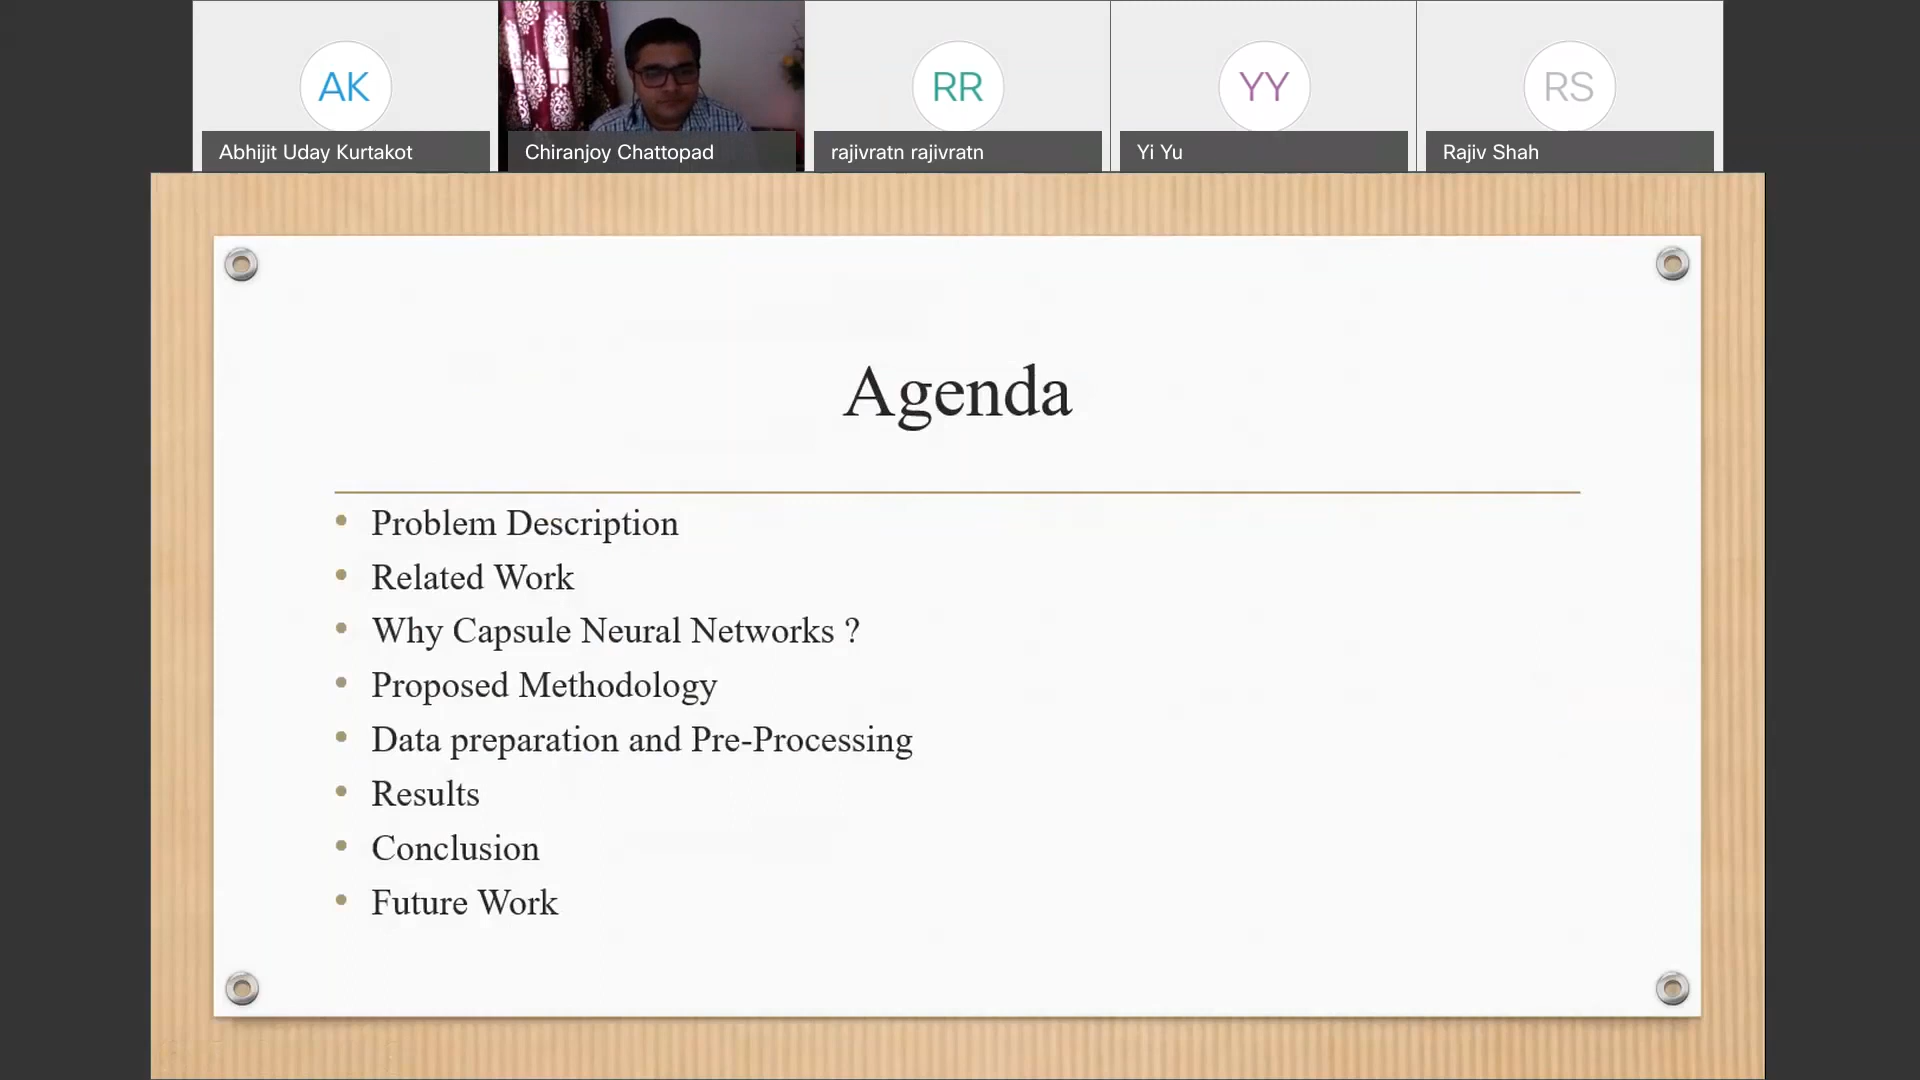 AK
RR
YY
RS
Abhijit Uday Kurtakot
Chiranjoy Chattopad
rajivratn rajivratn
Yi Yu
Rajiv Shah
Agenda
• Problem Description
• Related Work
• Why Capsule Neural Networks ?
• Proposed Methodology
• Data preparation and Pre-Processing
• Results
• Conclusion
• Future Work